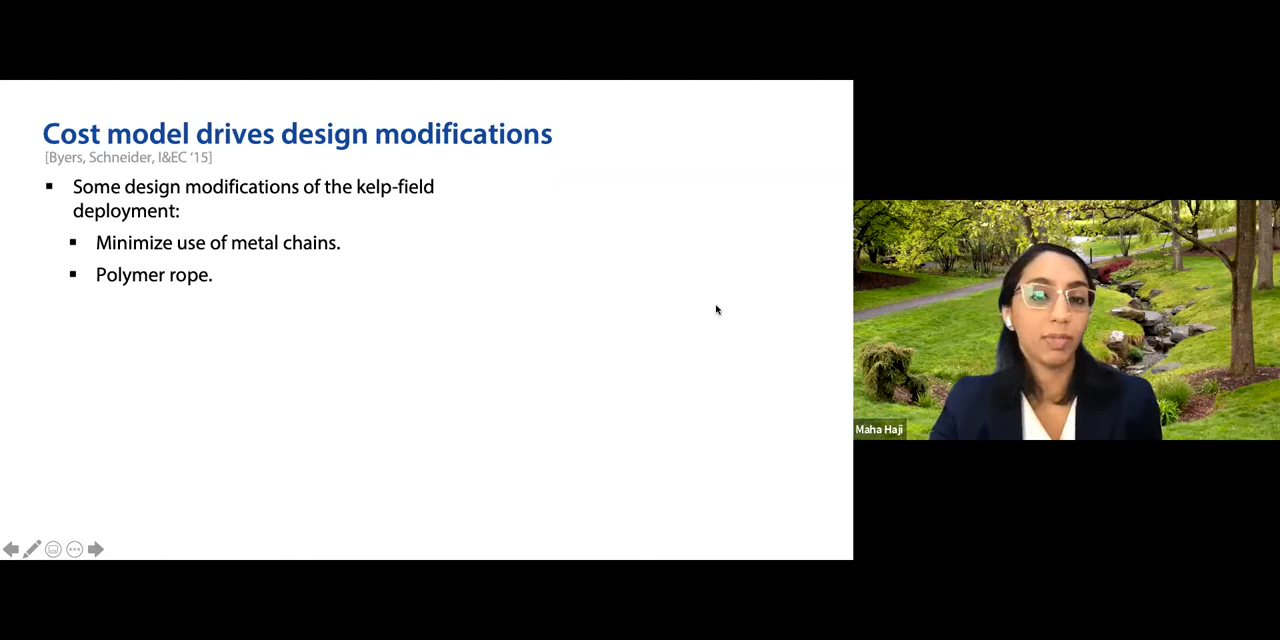 Cost model drives design modifications
[Byers, Schneider, I&EC ‘15]
▪ Some design modifications of the kelp-field
deployment:
▪ Minimize use of metal chains.
▪ Polymer rope.
Maha Haji